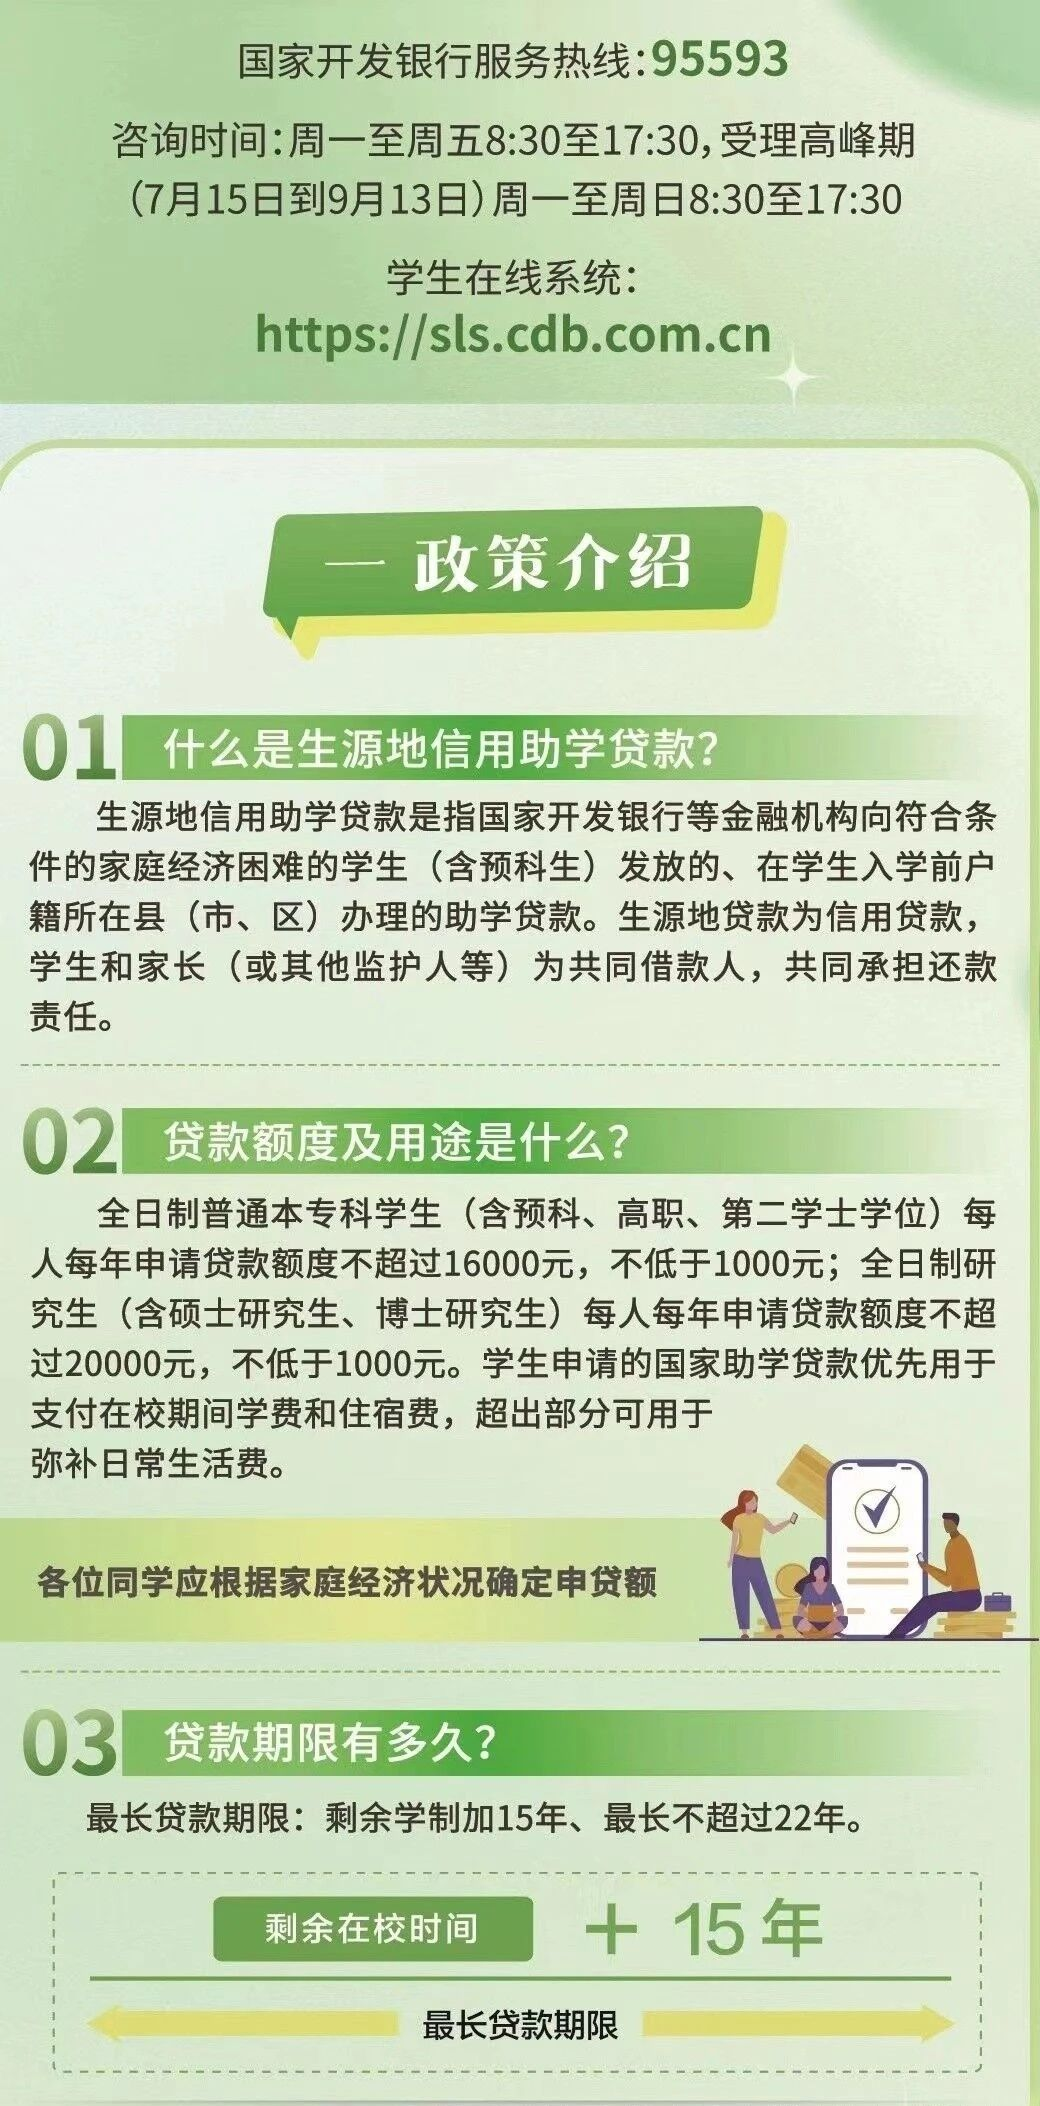 国家开发银行服务热线：95593
咨询时间：周一至周五8:30至17:30，受理高峰期
（7月15日到9月13日）周一至周日8:30至17:30
学生在线系统：
https://sls.cdb.com.cn
一 政策介绍
01 什么是生源地信用助学贷款？
生源地信用助学贷款是指国家开发银行等金融机构向符合条
件的家庭经济困难的学生（含预科生）发放的、在学生入学前户
籍所在县（市、区）办理的助学贷款。生源地贷款为信用贷款，
学生和家长（或其他监护人等）为共同借款人，共同承担还款
责任。
02 贷款额度及用途是什么？
全日制普通本专科学生（含预科、高职、第二学士学位）每
人每年申请贷款额度不超过16000元，不低于1000元；全日制研
究生（含硕士研究生、博士研究生）每人每年申请贷款额度不超
过20000元，不低于1000元。学生申请的国家助学贷款优先用于
支付在校期间学费和住宿费，超出部分可用于
弥补日常生活费。
各位同学应根据家庭经济状况确定申贷额
03 贷款期限有多久？
最长贷款期限：剩余学制加15年、最长不超过22年。
剩余在校时间 + 15年
最长贷款期限